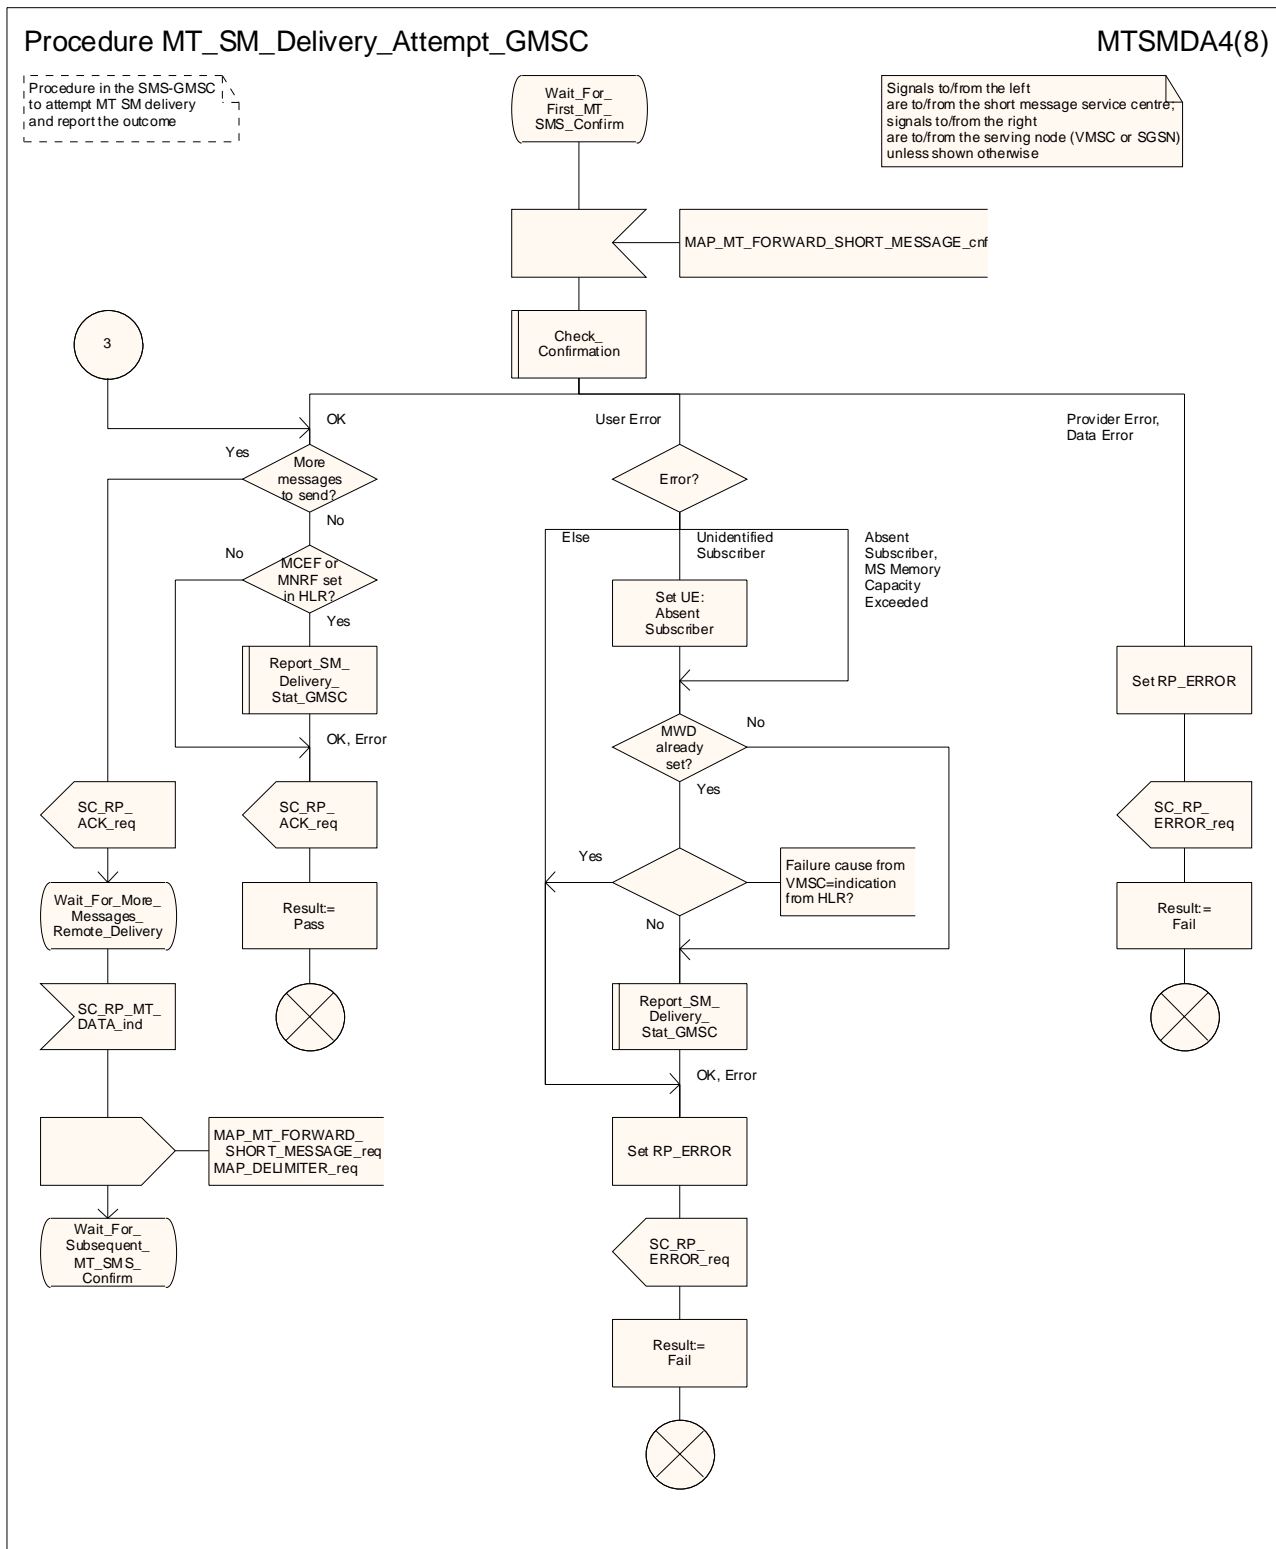 Procedure MT_SM_Delivery_Attempt_GMSC
MTSMDA4(8)
Procedure in the SMS-GMSC
to attempt MT SM delivery
and report the outcome
Wait_For_
First_MT_
SMS_Confirm
Signals to/from the left
are to/from the short message service centre;
signals to/from the right
are to/from the serving node (VMSC or SGSN)
unless shown otherwise
MAP_MT_FORWARD_SHORT_MESSAGE_cnf
Check_
Confirmation
3
OK
User Error
Provider Error,
Data Error
Yes
More
messages
to send?
Error?
No
Else
Unidentified
Subscriber
Absent
Subscriber,
MS Memory
Capacity
Exceeded
No
MCEF or
MNRF set
in HLR?
Yes
Set UE:
Absent
Subscriber
Report_SM_
Delivery_
Stat_GMSC
Set RP_ERROR
OK, Error
MWD
already
set?
No
Yes
SC_RP_
ACK_req
SC_RP_
ACK_req
SC_RP_
ERROR_req
Yes
Failure cause from
VMSC=indication
from HLR?
No
Wait_For_More_
Messages_
Remote_Delivery
Result:=
Pass
Result:=
Fail
SC_RP_MT_
DATA_ind
Report_SM_
Delivery_
Stat_GMSC
OK, Error
MAP_MT_FORWARD_
SHORT_MESSAGE_req
MAP_DELIMITER_req
Set RP_ERROR
Wait_For_
Subsequent_
MT_SMS_
Confirm
SC_RP_
ERROR_req
Result:=
Fail